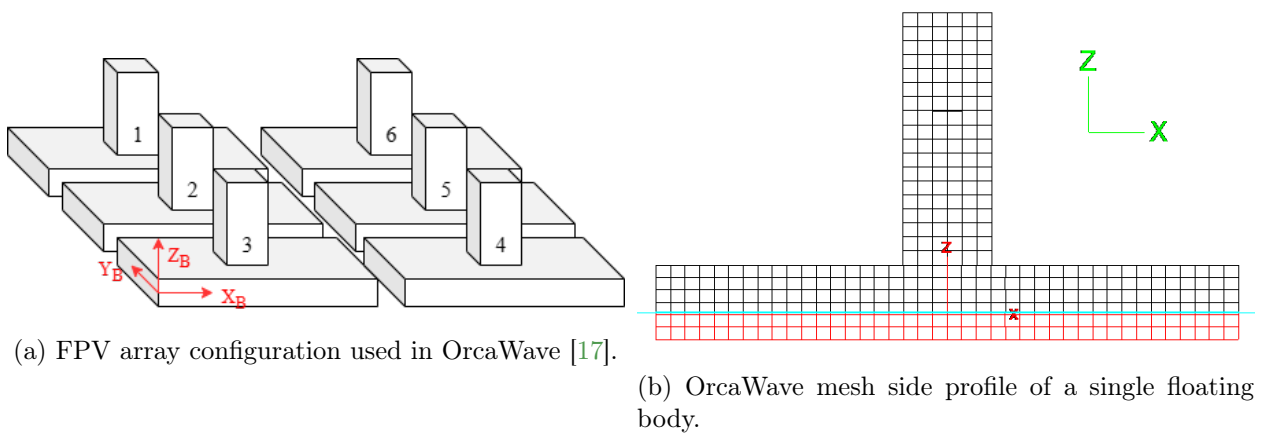 1
6
2
5
3
4
Z_B
Y_B
X_B
(a) FPV array configuration used in OrcaWave [17].
Z
X
Z
X
(b) OrcaWave mesh side profile of a single floating
body.